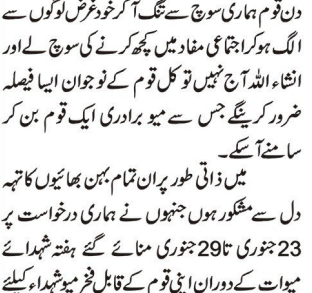 دن قوم ہماری سوچ سے تنگ آ کر خود غرض لوگوں سے
الگ ہوکر اجتماعی مفاد میں کچھ کرنے کی سوچ لے اور
انشاء اللہ آج نہیں تو کل قوم کے نوجوان ایسا فیصلہ
ضرور کرینگے جس سے میو برادری ایک قوم بن کر
سامنے آسکے۔
میں ذاتی طور پر ان تمام بہن بھائیوں کا تہہ
دل سے مشکور ہوں جنہوں نے ہماری درخواست پر
23 جنوری تا 29 جنوری منائے گئے ہفتہ شہدائے
میوات کے دوران اپنی قوم کے قابل فخر میو شہداء کیلئے